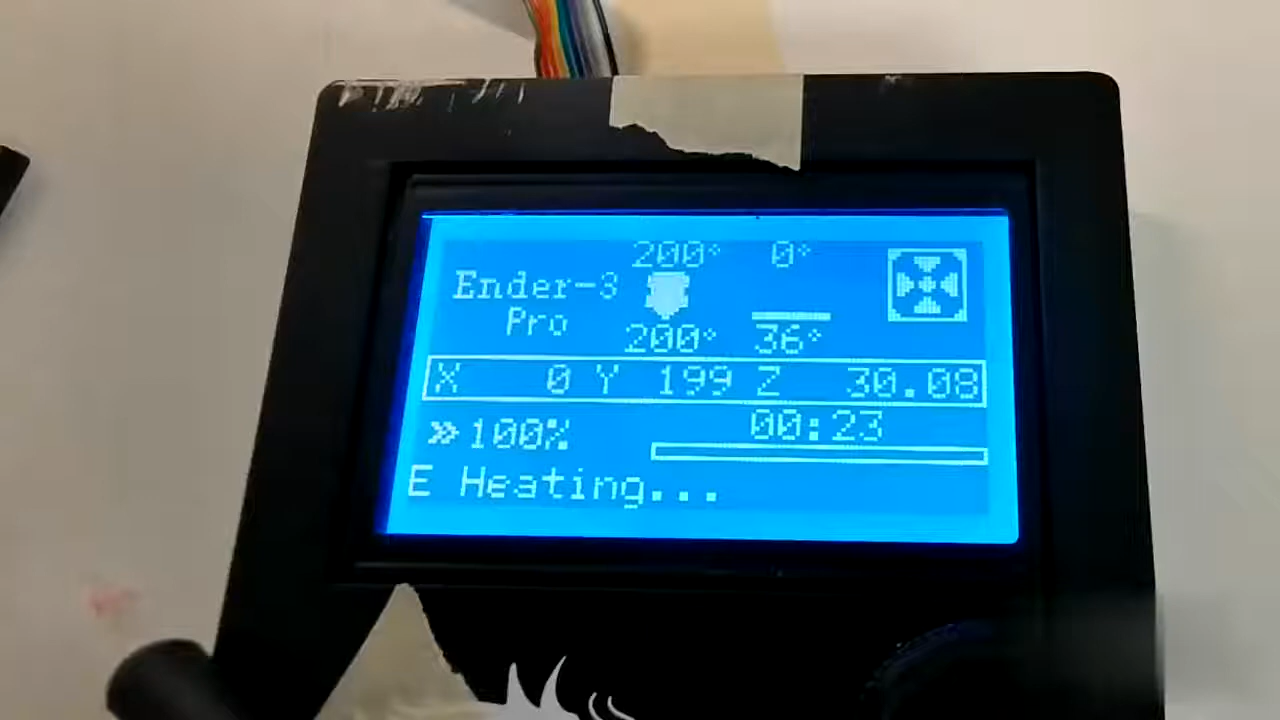 200° 0°
Ender-3
Pro
200° 36°
X 0 Y 199 Z 30.08
00:23
»100%
E Heating...